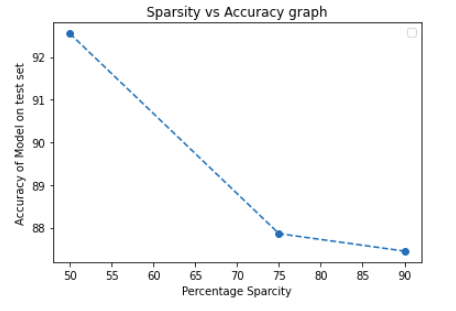 Sparsity vs Accuracy graph
92
91
90
89
88
Accuracy of Model on test set
50 55 60 65 70 75 80 85 90
Percentage Sparcity